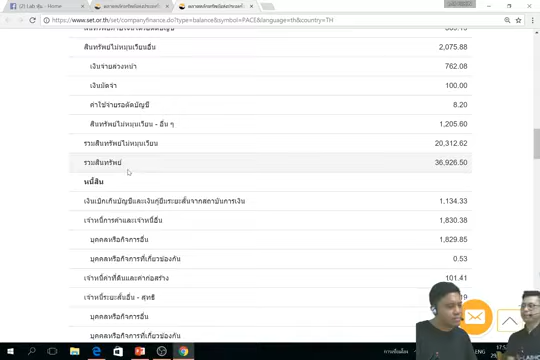 (2) Lab หุ้น - Home
https://www.set.or.th/set/companyfinance.do?type=balance&symbol=PACE&language=th&country=TH
สินทรัพย์ไม่หมุนเวียนอื่น 2,075.88
เงินจ่ายล่วงหน้า 762.08
เงินมัดจำ 100.00
ค่าใช้จ่ายรอตัดบัญชี 8.20
สินทรัพย์ไม่หมุนเวียน - อื่น ๆ 1,205.60
รวมสินทรัพย์ไม่หมุนเวียน 20,312.62
รวมสินทรัพย์ 36,926.50
หนี้สิน
เงินเบิกเกินบัญชีและเงินกู้ยืมระยะสั้นจากสถาบันการเงิน 1,134.33
เจ้าหนี้การค้าและเจ้าหนี้อื่น 1,830.38
บุคคลหรือกิจการอื่น 1,829.85
บุคคลหรือกิจการที่เกี่ยวข้องกัน 0.53
เจ้าหนี้ค่าที่ดินและค่าก่อสร้าง 101.41
เจ้าหนี้ระยะสั้นอื่น - สุทธิ
บุคคลหรือกิจการอื่น
บุคคลหรือกิจการที่เกี่ยวข้องกัน
ENG